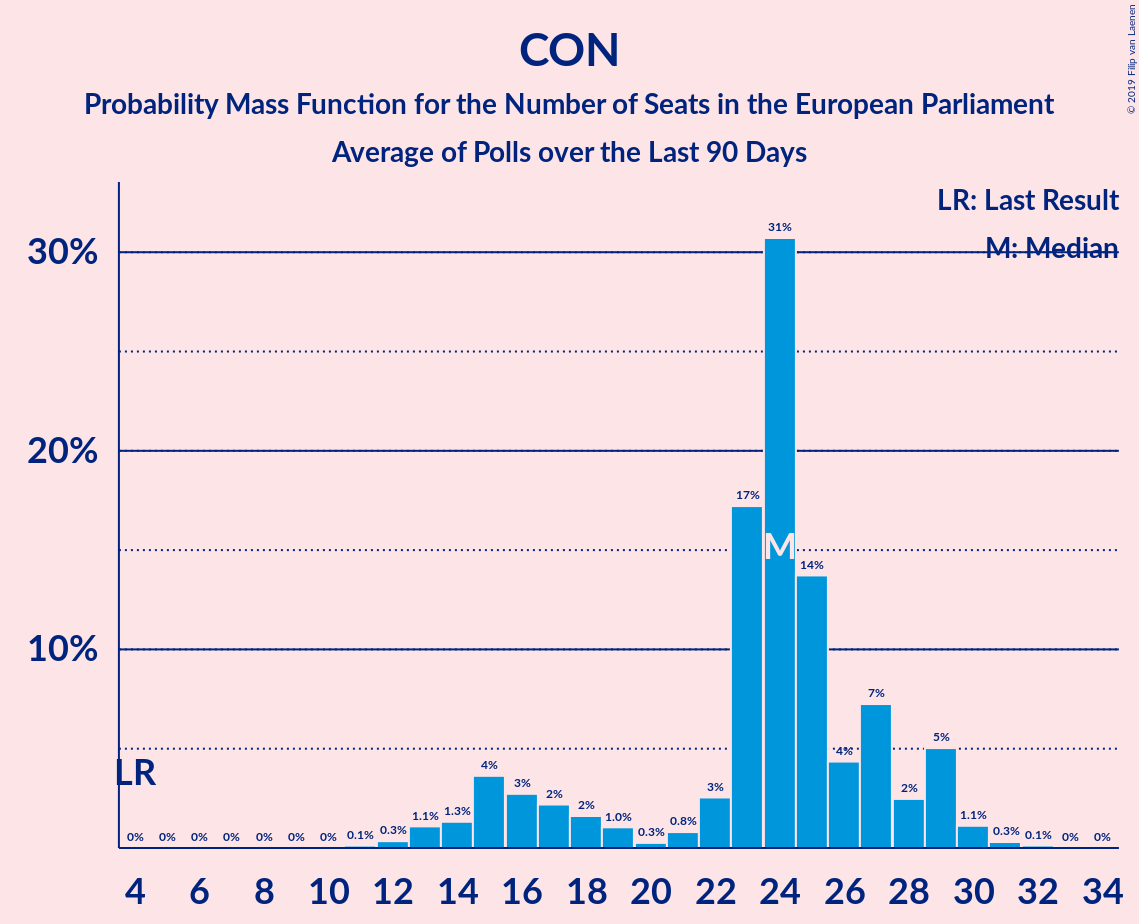 CON
Probability Mass Function for the Number of Seats in the European Parliament
Average of Polls over the Last 90 Days
© 2019 Filip van Laenen
LR: Last Result
M: Median
30%
20%
10%
LR
M
0% 0% 0% 0% 0% 0% 0% 0.1% 0.3% 1.1% 1.3% 4% 3% 2% 2% 1.0% 0.3% 0.8% 3% 17% 31% 14% 4% 7% 2% 5% 1.1% 0.3% 0.1% 0% 0%
4 6 8 10 12 14 16 18 20 22 24 26 28 30 32 34